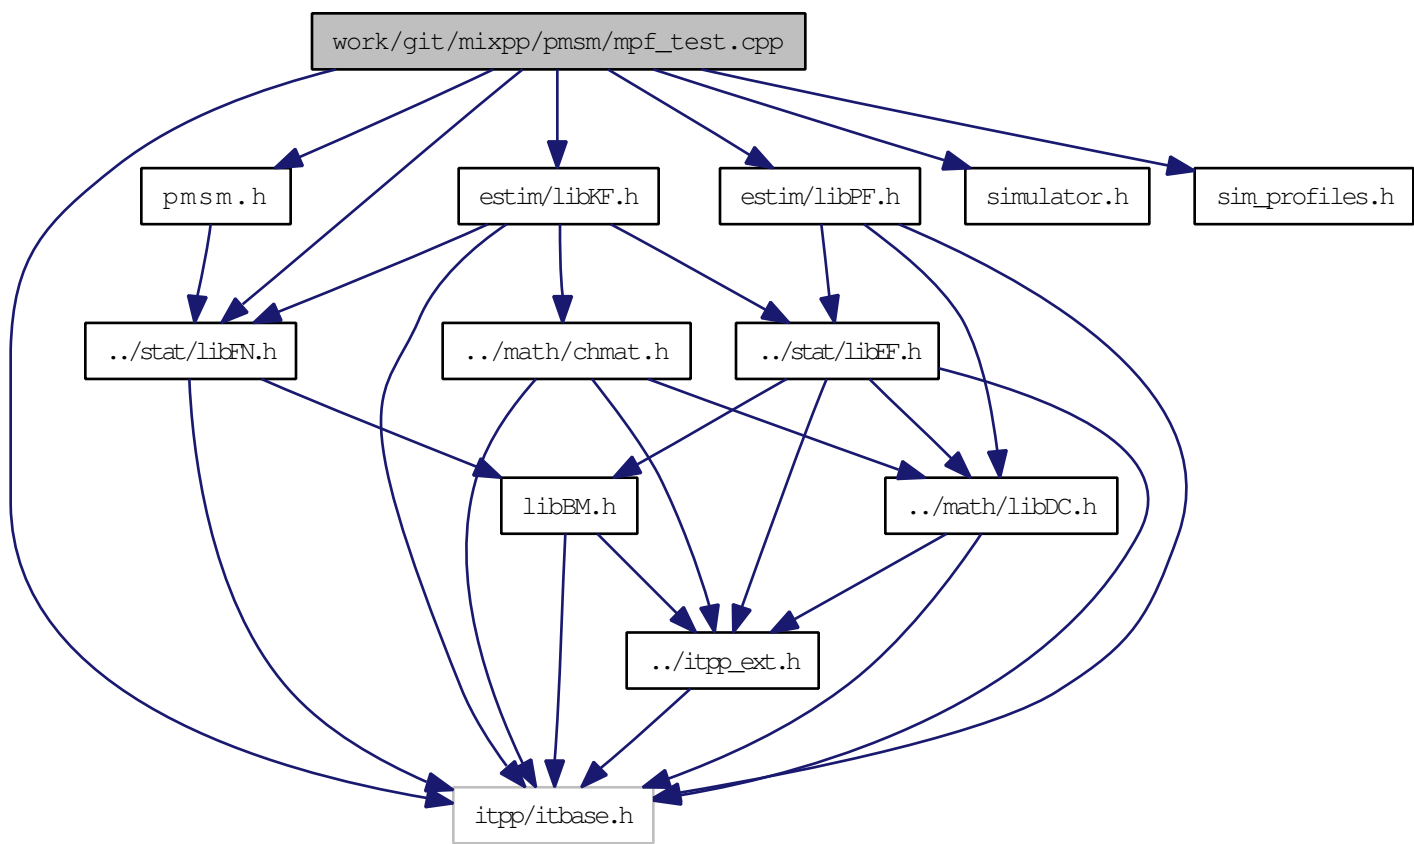 work/git/mixpp/pmsm/mpf_test.cpp
pmsm.h
estim/libKF.h
estim/libPF.h
simulator.h
sim_profiles.h
../stat/libFN.h
../math/chmat.h
../stat/libEF.h
libBM.h
../math/libDC.h
../itpp_ext.h
itpp/itbase.h